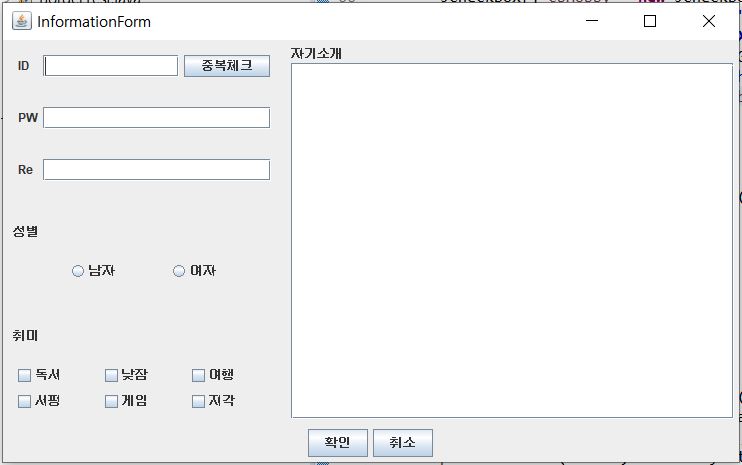 InformationForm
ID 중복체크
PW
Re
성별
남자 여자
취미
독서 낮잠 여행
서핑 게임 지각
자기소개
확인 취소